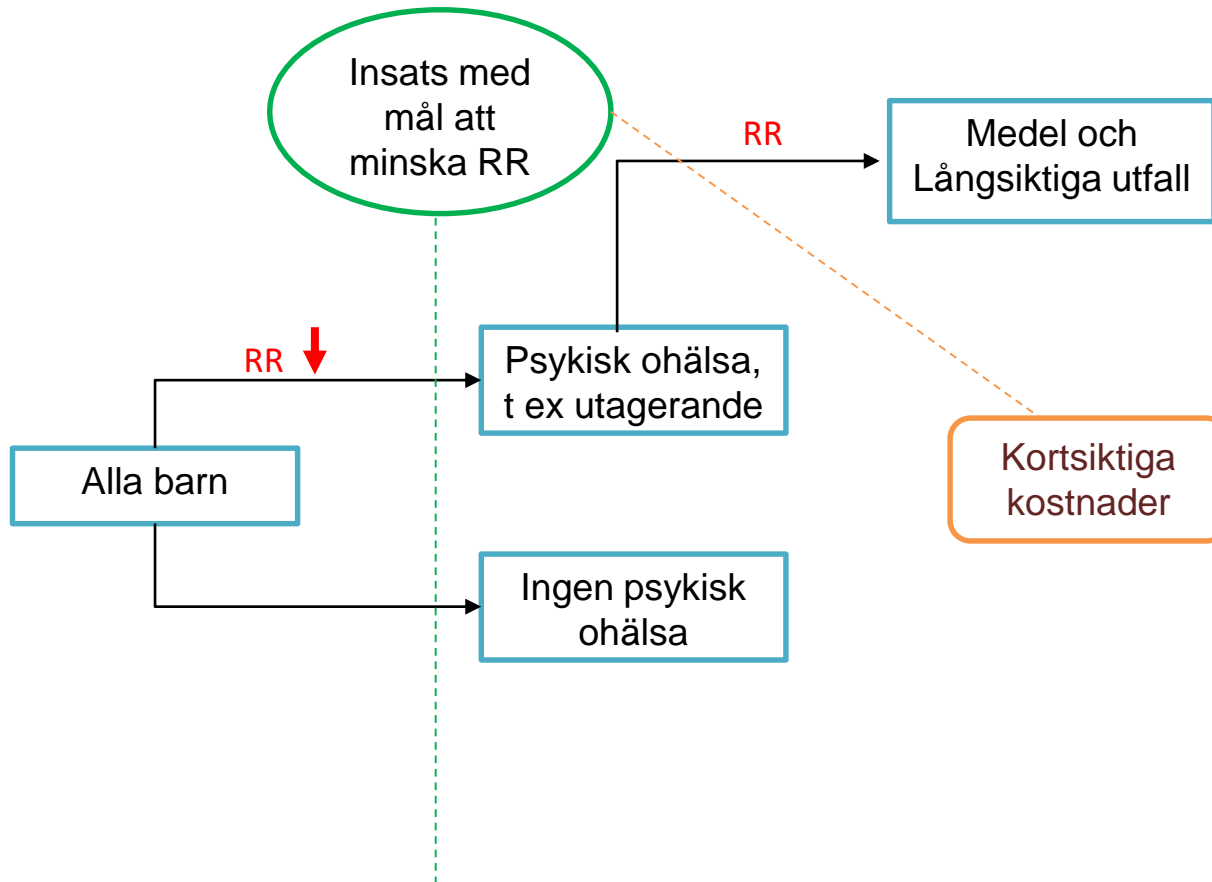 Insats med
mål att
minska RR
RR
Medel och
Långsiktiga utfall
RR
Psykisk ohälsa,
t ex utagerande
Alla barn
Kortsiktiga
kostnader
Ingen psykisk
ohälsa